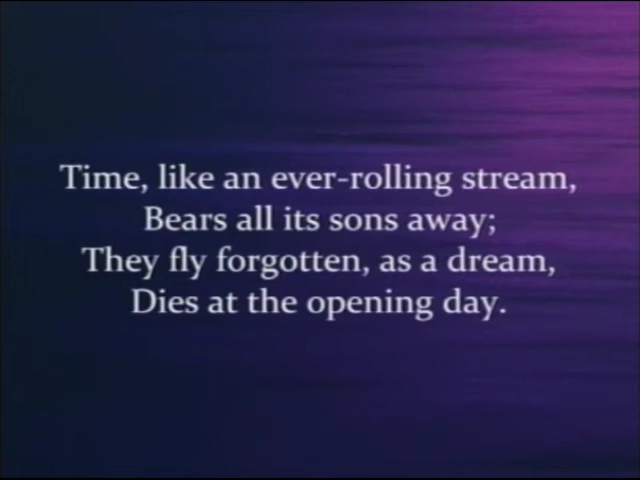 Time, like an ever-rolling stream,
Bears all its sons away;
They fly forgotten, as a dream,
Dies at the opening day.